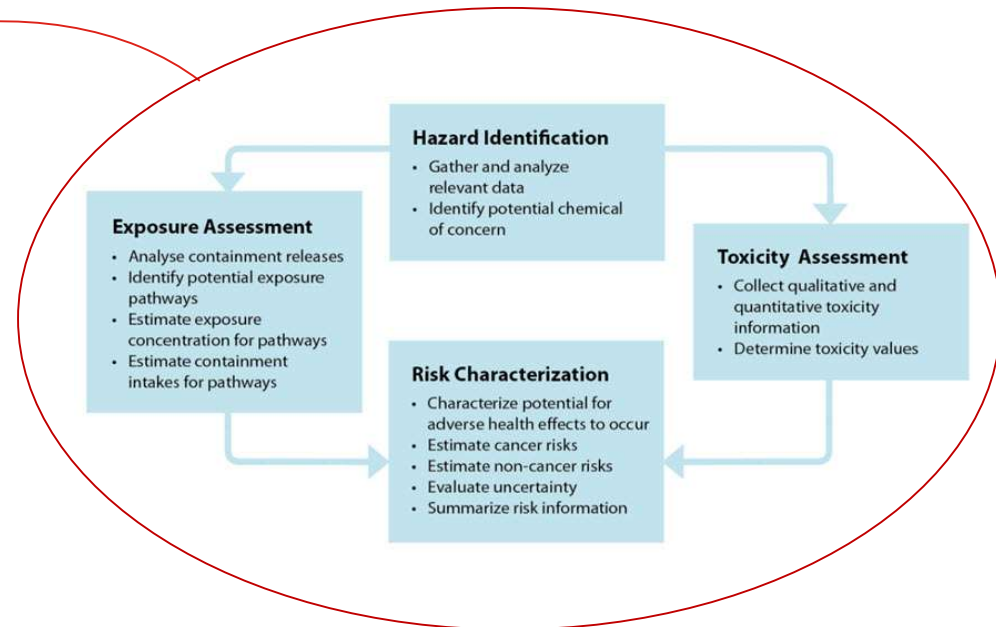 Hazard Identification
• Gather and analyze
relevant data
• Identify potential chemical
of concern
Exposure Assessment
• Analyse containment releases
• Identify potential exposure
pathways
• Estimate exposure
concentration for pathways
• Estimate containment
intakes for pathways
Toxicity Assessment
• Collect qualitative and
quantitative toxicity
information
• Determine toxicity values
Risk Characterization
• Characterize potential for
adverse health effects to occur
• Estimate cancer risks
• Estimate non-cancer risks
• Evaluate uncertainty
• Summarize risk information